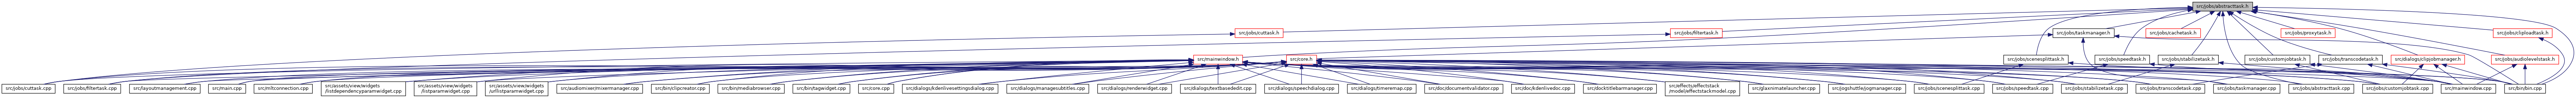 src/jobs/abstracttask.h
src/jobs/cuttask.h
src/jobs/filtertask.h
src/jobs/taskmanager.h
src/jobs/cachetask.h
src/jobs/proxytask.h
src/jobs/cliploadtask.h
src/mainwindow.h
src/core.h
src/jobs/scenesplittask.h
src/jobs/speedtask.h
src/jobs/stabilizetask.h
src/jobs/customjobtask.h
src/jobs/transcodetask.h
src/dialogs/clipjobmanager.h
src/jobs/audiolevelstask.h
src/jobs/cuttask.cpp
src/jobs/filtertask.cpp
src/layoutmanagement.cpp
src/main.cpp
src/mltconnection.cpp
src/assets/view/widgets
/listdependencyparamwidget.cpp
src/assets/view/widgets
/listparamwidget.cpp
src/assets/view/widgets
/urllistparamwidget.cpp
src/audiomixer/mixermanager.cpp
src/bin/clipcreator.cpp
src/bin/mediabrowser.cpp
src/bin/tagwidget.cpp
src/core.cpp
src/dialogs/kdenlivesettingsdialog.cpp
src/dialogs/managesubtitles.cpp
src/dialogs/renderwidget.cpp
src/dialogs/textbasededit.cpp
src/dialogs/speechdialog.cpp
src/dialogs/timeremap.cpp
src/doc/documentvalidator.cpp
src/doc/kdenlivedoc.cpp
src/docktitlebarmanager.cpp
src/effects/effectstack
/model/effectstackmodel.cpp
src/glaxnimatelauncher.cpp
src/jogshuttle/jogmanager.cpp
src/jobs/scenesplittask.cpp
src/jobs/speedtask.cpp
src/jobs/stabilizetask.cpp
src/jobs/transcodetask.cpp
src/jobs/taskmanager.cpp
src/jobs/abstracttask.cpp
src/jobs/customjobtask.cpp
src/mainwindow.cpp
src/bin/bin.cpp